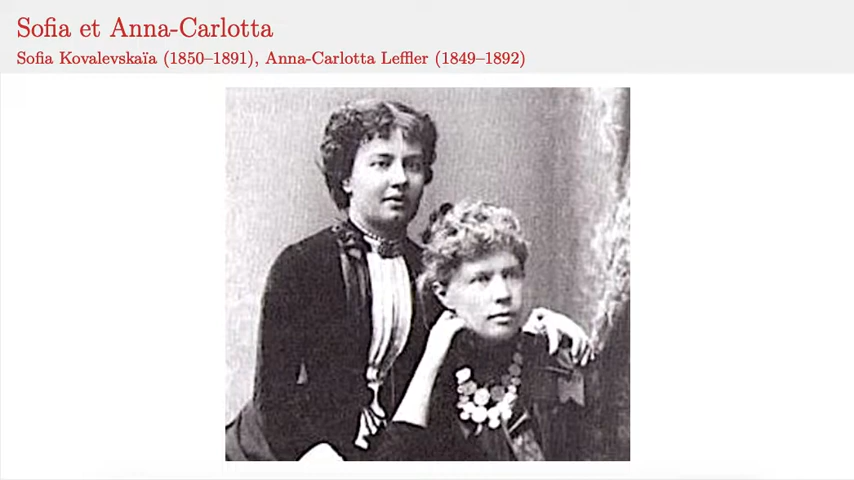 Sofia et Anna-Carlotta
Sofia Kovalevskaïa (1850–1891), Anna-Carlotta Leffler (1849–1892)